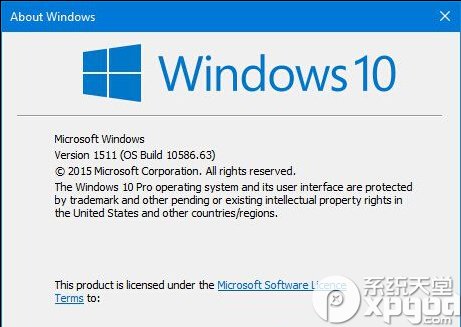 About Windows
Windows 10
Microsoft Windows
Version 1511 (OS Build 10586.63)
© 2015 Microsoft Corporation. All rights reserved.
The Windows 10 Pro operating system and its user interface are protected
by trademark and other pending or existing intellectual property rights in
the United States and other countries/regions.
This product is licensed under the Microsoft Software Licence
Terms to:
系统天堂
xpgod.com